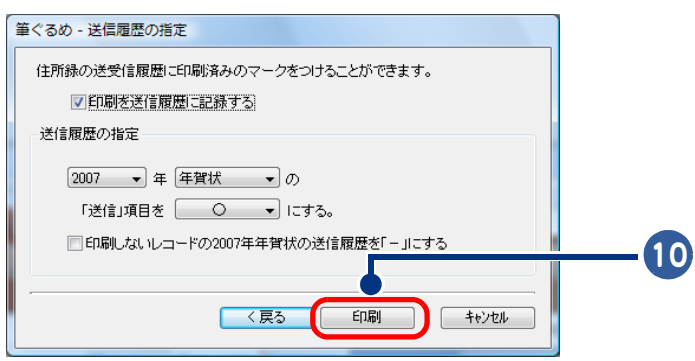 筆ぐるめ - 送信履歴の指定
住所録の送受信履歴に印刷済みのマークをつけることができます。
印刷を送信履歴に記録する
送信履歴の指定
2007 年 年賀状 の
「送信」項目を ○ にする。
印刷しないレコードの2007年年賀状の送信履歴を「－」にする
10
< 戻る 印刷 キャンセル